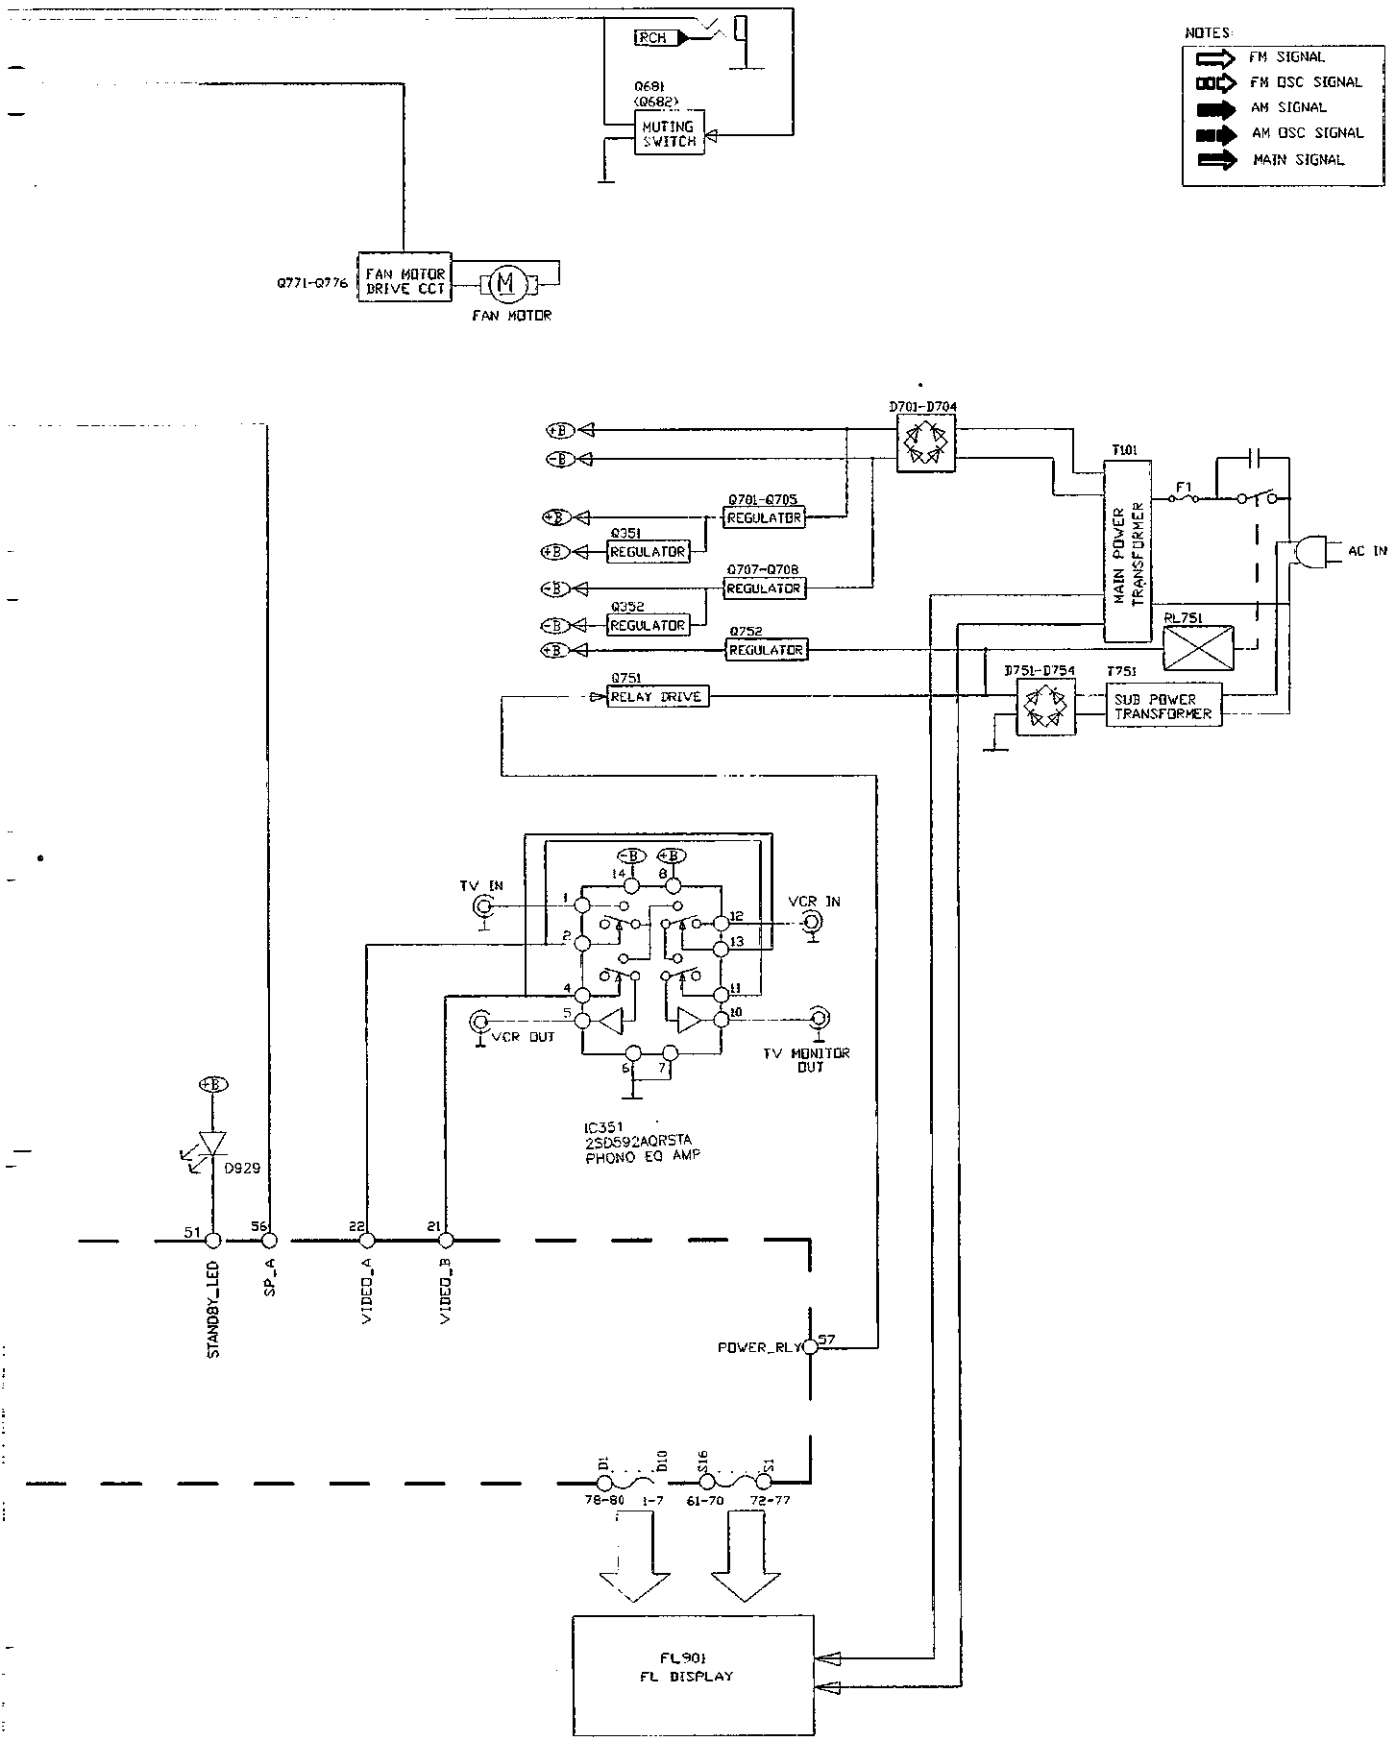 RCH
Q681
(Q682)
MUTING
SWITCH
NOTES:
FM SIGNAL
FM OSC SIGNAL
AM SIGNAL
AM OSC SIGNAL
MAIN SIGNAL
Q771-Q776
FAN MOTOR
DRIVE CCT
M
FAN MOTOR
D701-D704
+B
-B
T101
MAIN POWER
TRANSFORMER
F1
AC IN
Q701-Q705
+B
REGULATOR
Q351
+B
REGULATOR
Q707-Q708
-B
REGULATOR
Q352
-B
REGULATOR
Q752
+B
REGULATOR
RL751
Q751
RELAY DRIVE
D751-D754
T751
SUB POWER
TRANSFORMER
-B
+B
14
8
TV IN
1
2
4
5
VCR OUT
12
VCR IN
13
11
10
TV MONITOR
OUT
6
7
IC351
2SD592AQRSTA
PHONO EQ AMP
+B
D929
51
56
22
21
STANDBY_LED
SP_A
VIDEO_A
VIDEO_B
POWER_RLY
57
D1
D10
S16
S1
78-80
1-7
61-70
72-77
FL901
FL DISPLAY